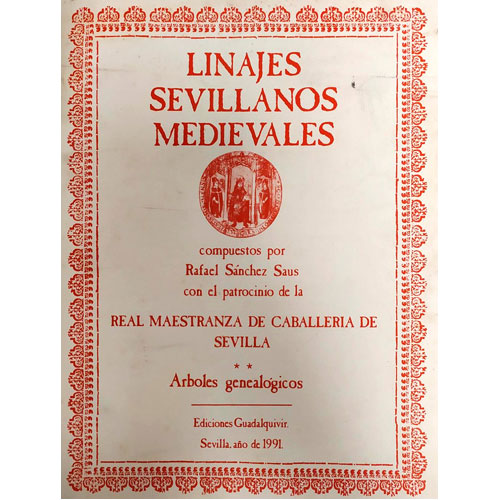 LINAJES
SEVILLANOS
MEDIEVALES
compuestos por
Rafael Sánchez Saus
con el patrocinio de la
REAL MAESTRANZA DE CABALLERIA DE
SEVILLA
* *
Arboles genealógicos
Ediciones Guadalquivir.
Sevilla, año de 1991.